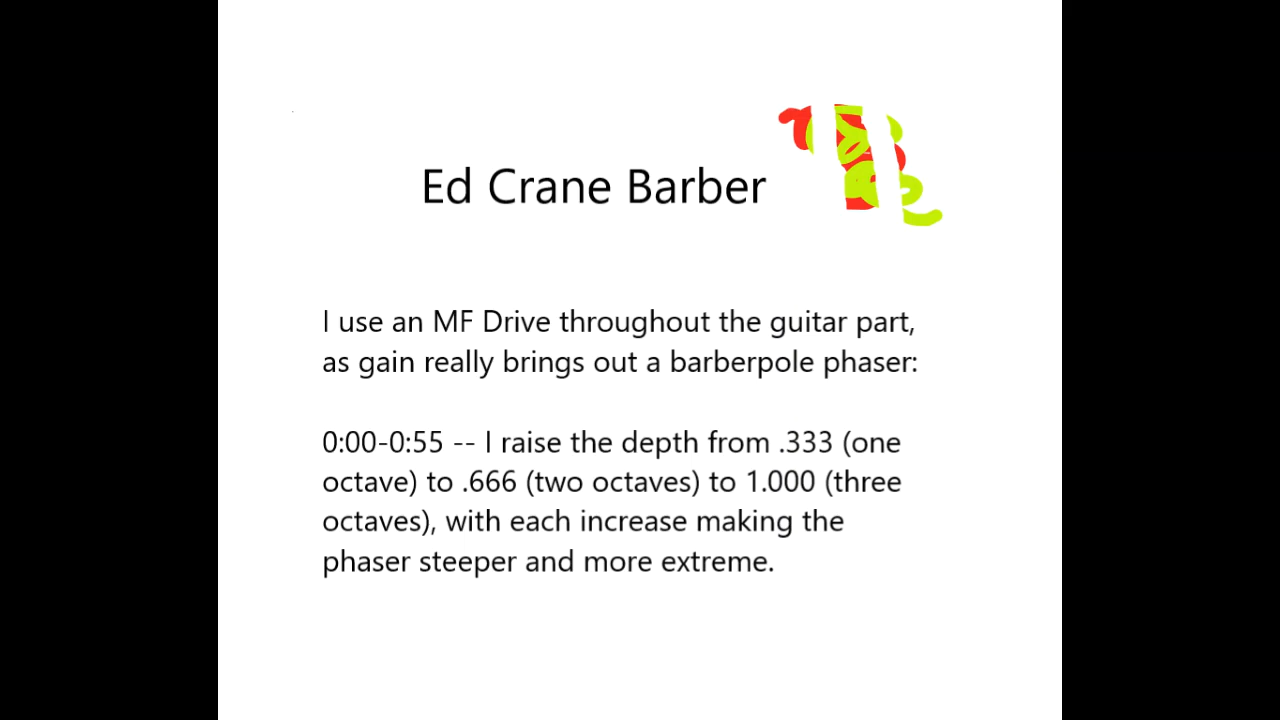 Ed Crane Barber
I use an MF Drive throughout the guitar part,
as gain really brings out a barberpole phaser:
0:00-0:55 -- I raise the depth from .333 (one
octave) to .666 (two octaves) to 1.000 (three
octaves), with each increase making the
phaser steeper and more extreme.